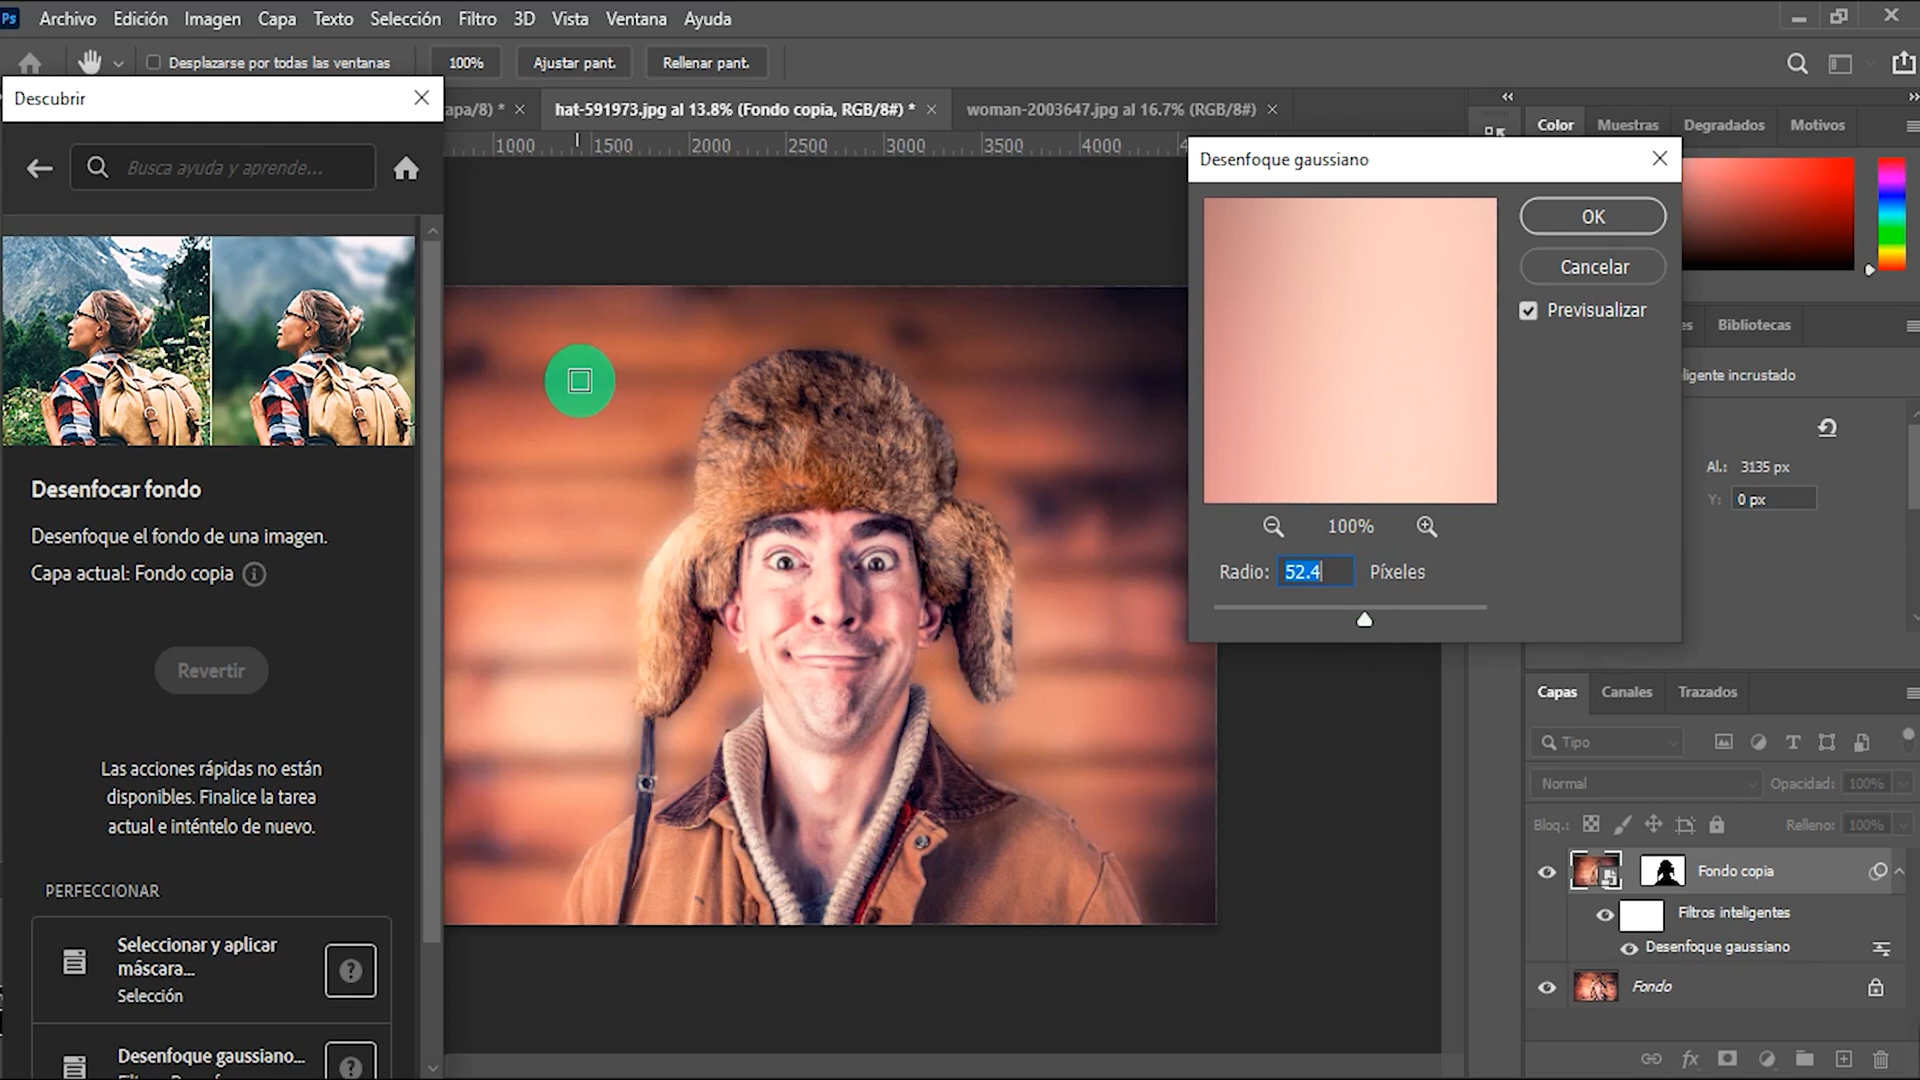 Ps
Archivo Edición Imagen Capa Texto Selección Filtro 3D Vista Ventana Ayuda
Desplazarse por todas las ventanas 100% Ajustar pant. Rellenar pant.
Descubrir
apa/8) * × hat-591973.jpg al 13.8% (Fondo copia, RGB/8#) * × woman-2003647.jpg al 16.7% (RGB/8#) ×
1000 1500 2000 2500 3000 3500 4000
Color Muestras Degradados Motivos
Busca ayuda y aprende...
Desenfoque gaussiano
OK
Cancelar
Previsualizar
100%
Radio: 52.4 Píxeles
es Bibliotecas
ligente incrustado
Al.: 3135 px
Y: 0 px
Desenfocar fondo
Desenfoque el fondo de una imagen.
Capa actual: Fondo copia
Revertir
Las acciones rápidas no están
disponibles. Finalice la tarea
actual e inténtelo de nuevo.
PERFECCIONAR
Seleccionar y aplicar
máscara...
Selección
Desenfoque gaussiano...
Capas Canales Trazados
Tipo
Normal Opacidad: 100%
Bloq.: Relleno: 100%
Fondo copia
Filtros inteligentes
Desenfoque gaussiano
Fondo
fx